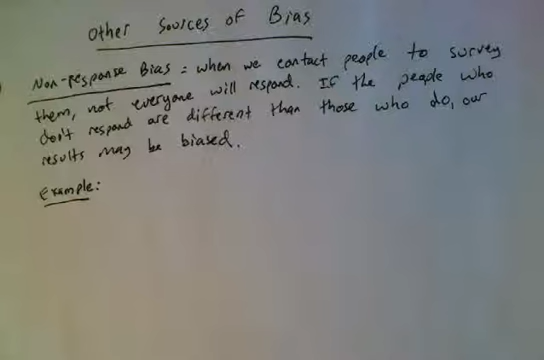 Other Sources of Bias
Non-response Bias: when we contact people to survey
them, not everyone will respond. If the people who
don't respond are different than those who do, our
results may be biased.
Example: